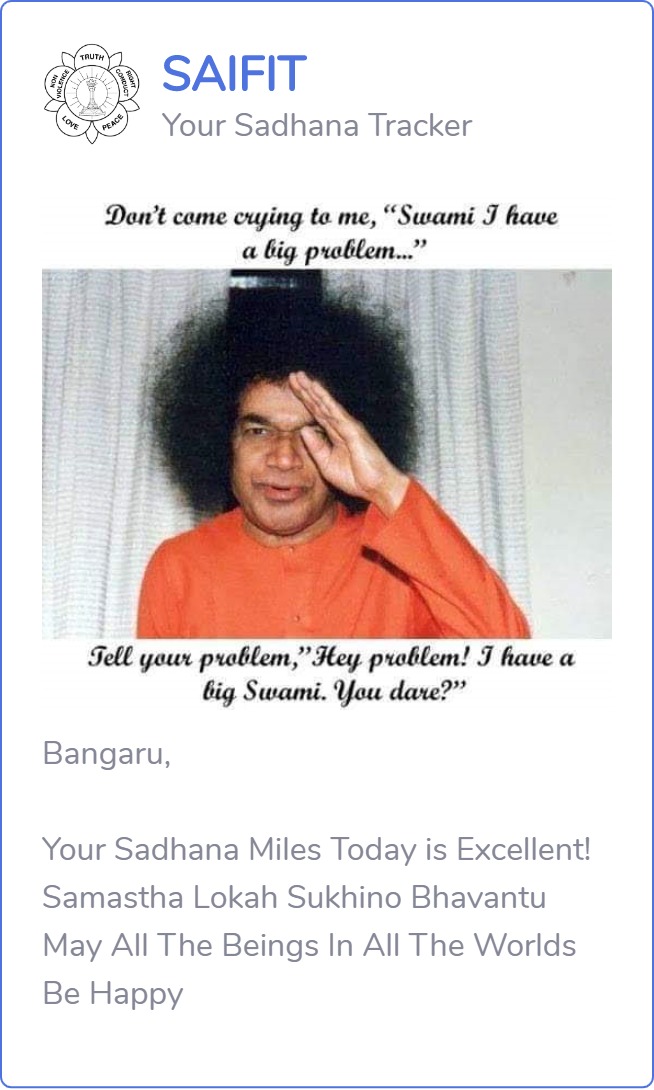 TRUTH
RIGHT CONDUCT
PEACE
LOVE
NON VIOLENCE
SAIFIT
Your Sadhana Tracker
Don't come crying to me, “Swami I have
a big problem...”
Tell your problem,”Hey problem! I have a
big Swami. You dare?”
Bangaru,
Your Sadhana Miles Today is Excellent!
Samastha Lokah Sukhino Bhavantu
May All The Beings In All The Worlds
Be Happy